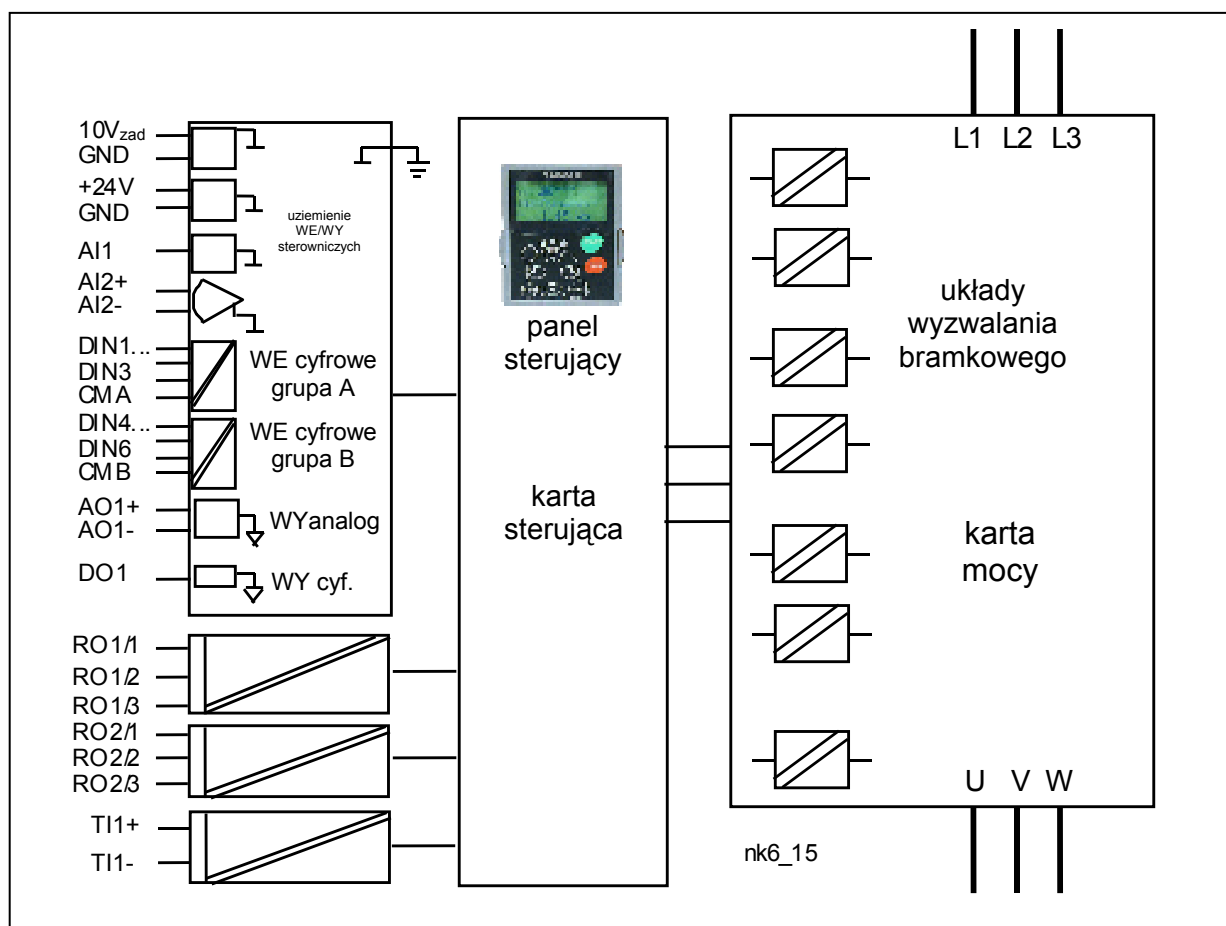 10Vzad
GND
+24V
GND
AI1
AI2+
AI2-
DIN1...
DIN3
CMA
DIN4...
DIN6
CMB
AO1+
AO1-
DO1
RO1/1
RO1/2
RO1/3
RO2/1
RO2/2
RO2/3
TI1+
TI1-
uziemienie
WE/WY
sterowniczych
WE cyfrowe
grupa A
WE cyfrowe
grupa B
WYanalog
WY cyf.
panel
sterujący
karta
sterująca
L1 L2 L3
układy
wyzwalania
bramkowego
karta
mocy
U V W
nk6_15